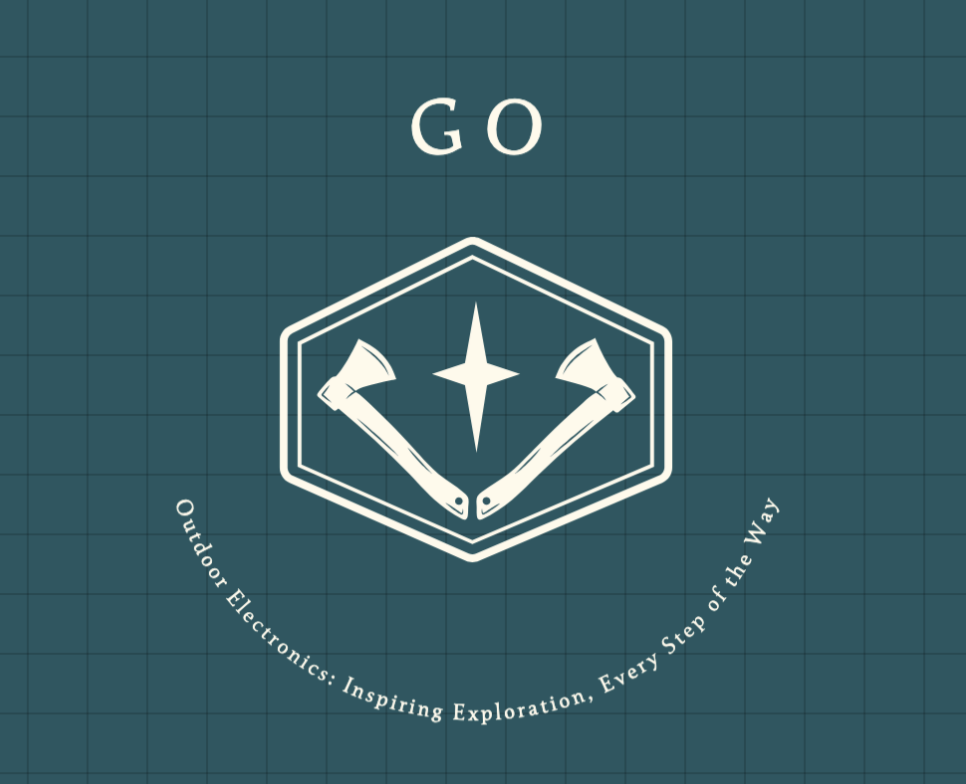 GO
Outdoor Electronics: Inspiring Exploration, Every Step of the Way